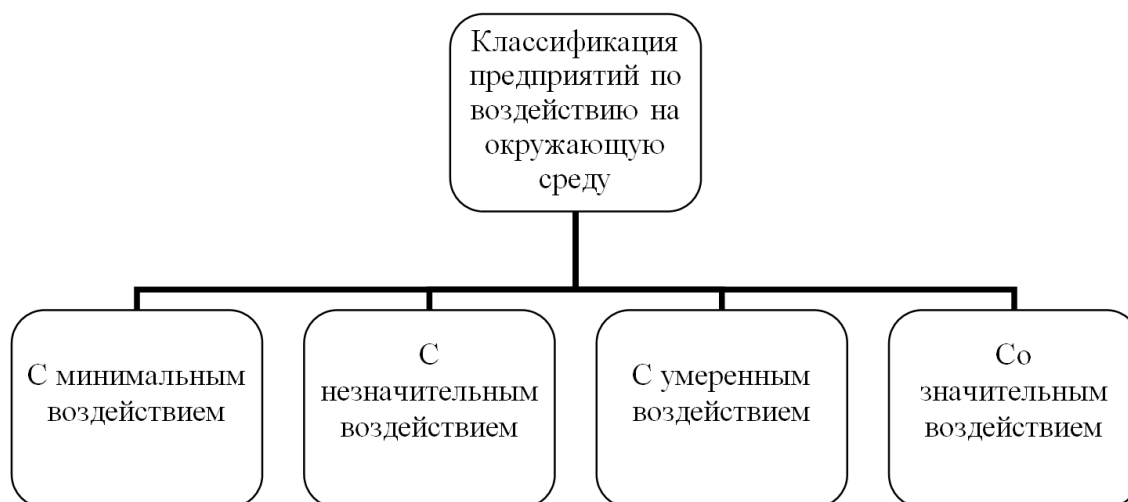 Классификация
предприятий по
воздействию на
окружающую
среду
С минимальным
воздействием
С
незначительным
воздействием
С умеренным
воздействием
Со
значительным
воздействием